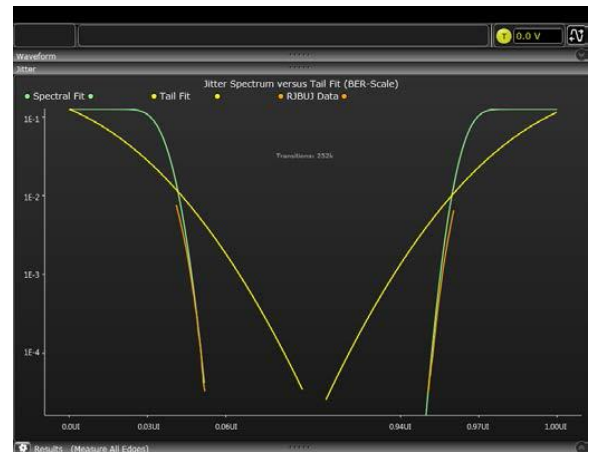 T 0.0 V
Waveform
Jitter
Jitter Spectrum versus Tail Fit (BER-Scale)
Spectral Fit Tail Fit RJBUJ Data
1E-1
Transitions: 252k
1E-2
1E-3
1E-4
0.0UI 0.03UI 0.06UI 0.94UI 0.97UI 1.00UI
Results (Measure All Edges)